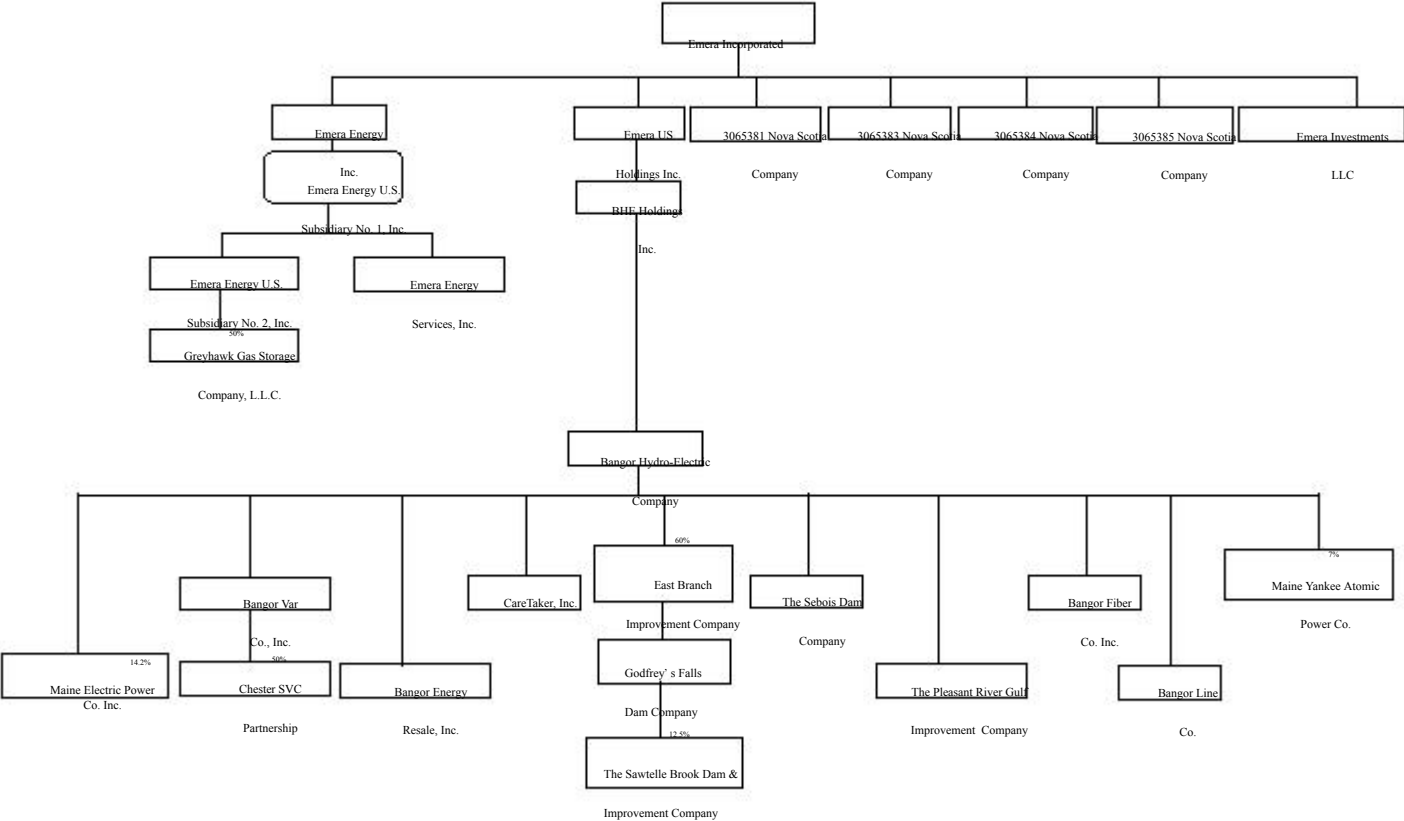 Emera Incorporated
Emera Energy
Inc.
Emera US
Holdings Inc.
3065381 Nova Scotia
Company
3065383 Nova Scotia
Company
3065384 Nova Scotia
Company
3065385 Nova Scotia
Company
Emera Investments
LLC
Emera Energy U.S.
Subsidiary No. 1, Inc.
BHE Holdings
Inc.
Emera Energy U.S.
Subsidiary No. 2, Inc.
Emera Energy
Services, Inc.
50%
Greyhawk Gas Storage
Company, L.L.C.
Bangor Hydro-Electric
Company
14.2%
Maine Electric Power
Co. Inc.
Bangor Var
Co., Inc.
50%
Chester SVC
Partnership
Bangor Energy
Resale, Inc.
CareTaker, Inc.
60%
East Branch
Improvement Company
Godfrey’ s Falls
Dam Company
12.5%
The Sawtelle Brook Dam &
Improvement Company
The Sebois Dam
Company
The Pleasant River Gulf
Improvement Company
Bangor Fiber
Co. Inc.
Bangor Line
Co.
7%
Maine Yankee Atomic
Power Co.